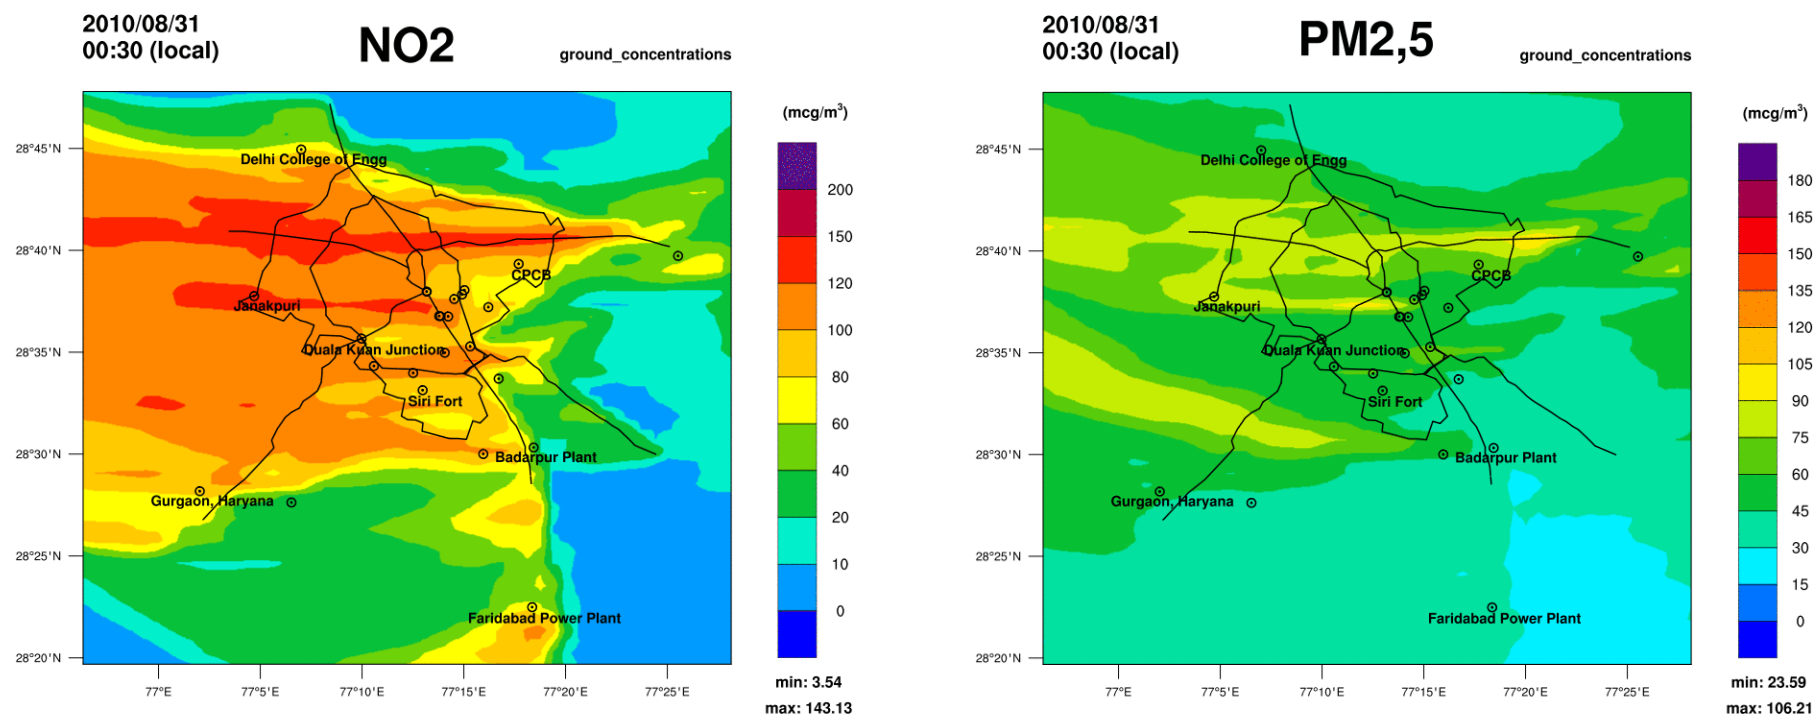 2010/08/31
00:30 (local)
NO2
ground_concentrations
(mcg/m³)
28°45'N
28°40'N
28°35'N
28°30'N
28°25'N
28°20'N
Delhi College of Engg
CPCB
Janakpuri
Duala Kuan Junction
Siri Fort
Badarpur Plant
Gurgaon, Haryana
Faridabad Power Plant
77°E
77°5'E
77°10'E
77°15'E
77°20'E
77°25'E
200
150
120
100
80
60
40
20
10
0
min: 3.54
max: 143.13
2010/08/31
00:30 (local)
PM2,5
ground_concentrations
(mcg/m³)
28°45'N
28°40'N
28°35'N
28°30'N
28°25'N
28°20'N
Delhi College of Engg
CPCB
Janakpuri
Duala Kuan Junction
Siri Fort
Badarpur Plant
Gurgaon, Haryana
Faridabad Power Plant
77°E
77°5'E
77°10'E
77°15'E
77°20'E
77°25'E
180
165
150
135
120
105
90
75
60
45
30
15
0
min: 23.59
max: 106.21